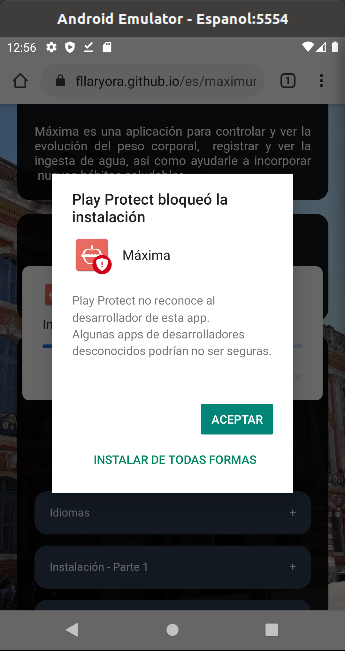 Android Emulator - Espanol:5554
12:56
fllaryora.github.io/es/maximur
1
Máxima es una aplicación para controlar y ver la
evolución del peso corporal, registrar y ver la
ingesta de agua, así como ayudarle a incorporar
Play Protect bloqueó la
instalación
Máxima
Play Protect no reconoce al
desarrollador de esta app.
Algunas apps de desarrolladores
desconocidos podrían no ser seguras.
ACEPTAR
INSTALAR DE TODAS FORMAS
Idiomas +
Instalación - Parte 1 +